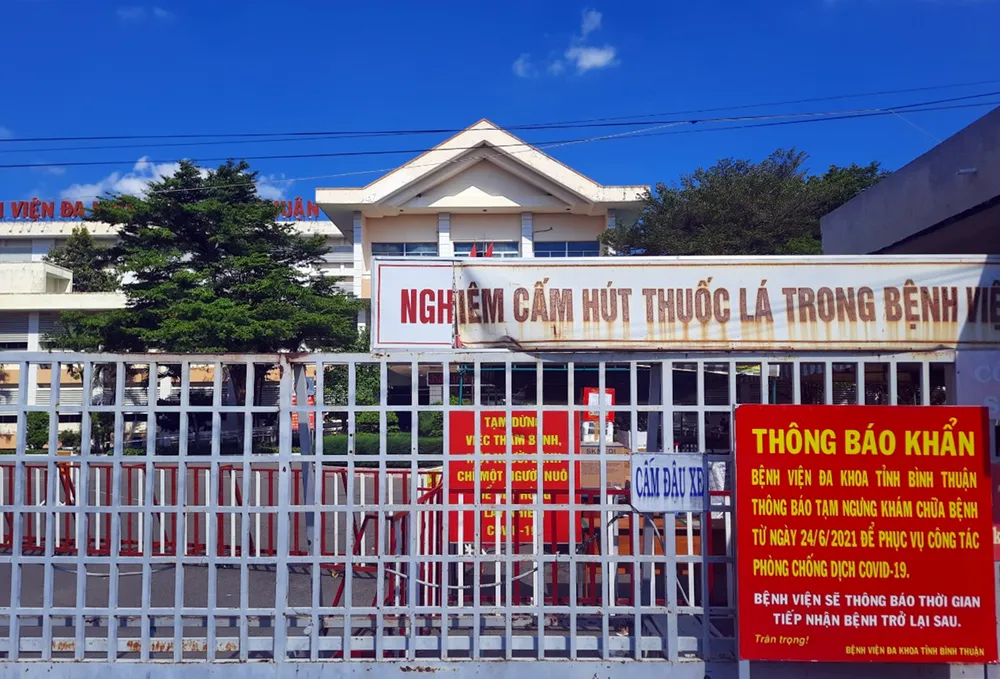 VIỆN ĐA
UẬN
NGHIÊM CẤM HÚT THUỐC LÁ TRONG BỆNH VIỆ
TẠM DỪNG
VIỆC THĂM BỆNH,
CHỈ MỘT NGƯỜI NUÔ
CẤM ĐẬU XE
THÔNG BÁO KHẨN
BỆNH VIỆN ĐA KHOA TỈNH BÌNH THUẬN
THÔNG BÁO TẠM NGƯNG KHÁM CHỮA BỆNH
TỪ NGÀY 24/6/2021 ĐỂ PHỤC VỤ CÔNG TÁC
PHÒNG CHỐNG DỊCH COVID-19.
BỆNH VIỆN SẼ THÔNG BÁO THỜI GIAN
TIẾP NHẬN BỆNH TRỞ LẠI SAU.
Trân trọng!
BỆNH VIỆN ĐA KHOA TỈNH BÌNH THUẬN